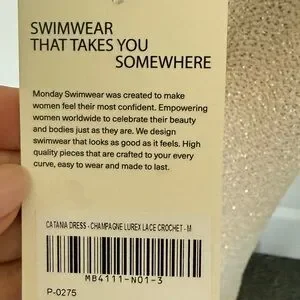 SWIMWEAR
THAT TAKES YOU
SOMEWHERE
Monday Swimwear was created to make
women feel their most confident. Empowering
women worldwide to celebrate their beauty
and bodies just as they are. We design
swimwear that looks as good as it feels. High
quality pieces that are crafted to your every
curve, easy to wear and made to last.
CATANIA DRESS - CHAMPAGNE LUREX LACE CROCHET - M
MB4111-N01-3
P-0275